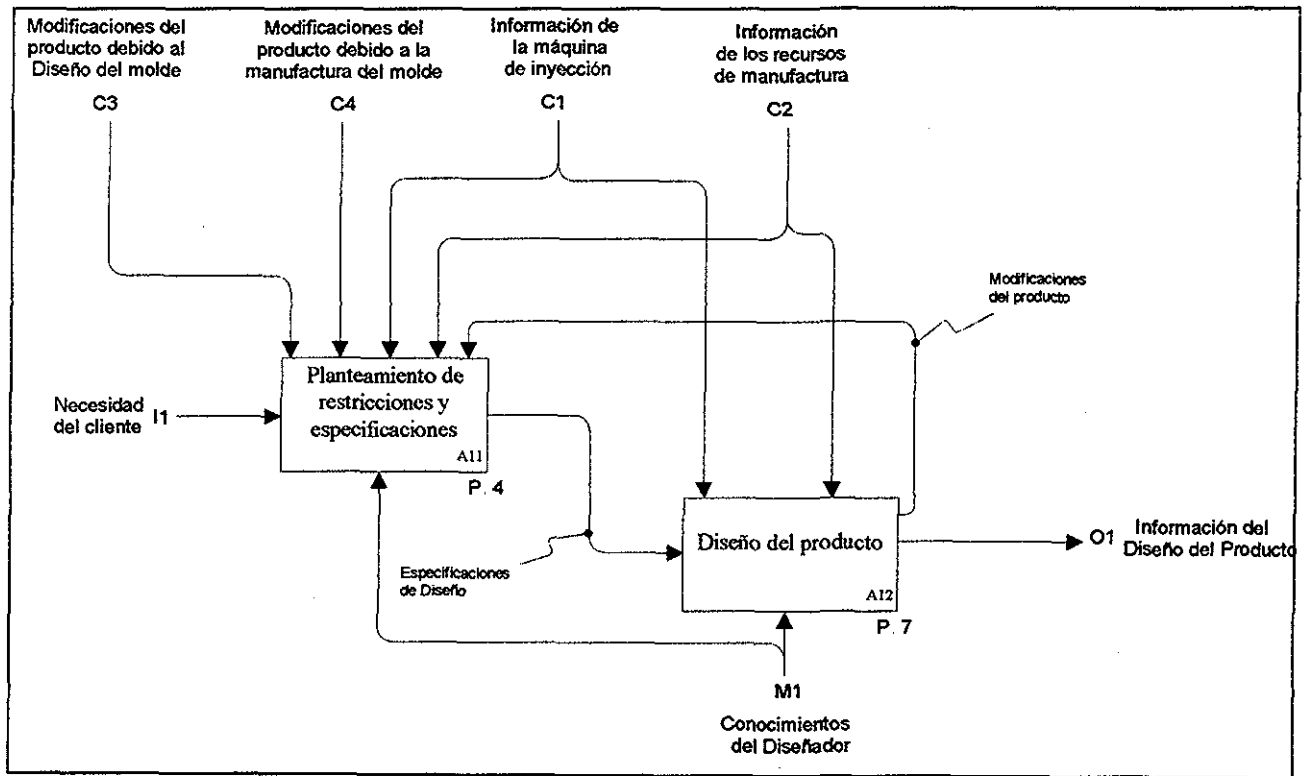 Modificaciones del
producto debido al
Diseño del molde
C3
Modificaciones del
producto debido a la
manufactura del molde
C4
Información de
la máquina
de inyección
C1
Información
de los recursos
de manufactura
C2
Modificaciones
del producto
Necesidad
del cliente
I1
Planteamiento de
restricciones y
especificaciones
A11
P. 4
Especificaciones
de Diseño
Diseño del producto
A12
P. 7
O1
Información del
Diseño del Producto
M1
Conocimientos
del Diseñador